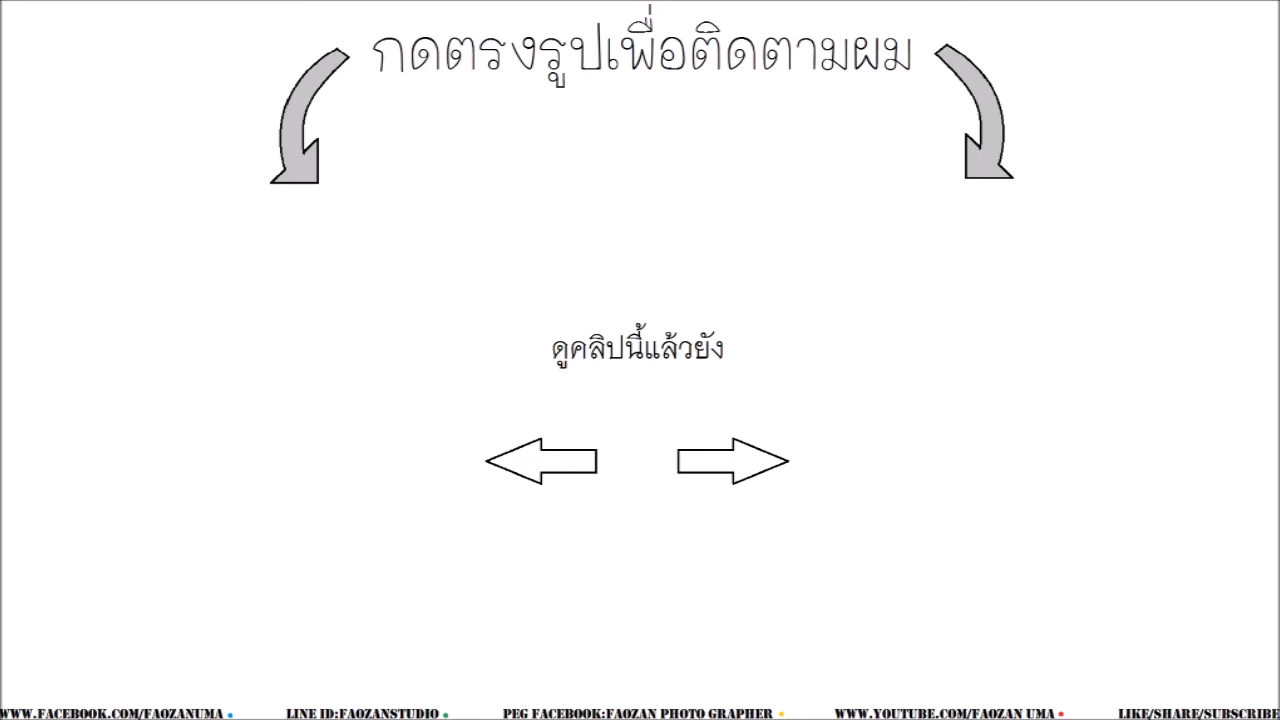 กดตรงรูปเพื่อติดตามผม
ดูคลิปนี้แล้วยัง
WWW.FACEBOOK.COM/FAOZANUMA LINE ID:FAOZANSTUDIO PEG FACEBOOK:FAOZAN PHOTO GRAPHER WWW.YOUTUBE.COM/FAOZAN UMA LIKE/SHARE/SUBSCRIBE